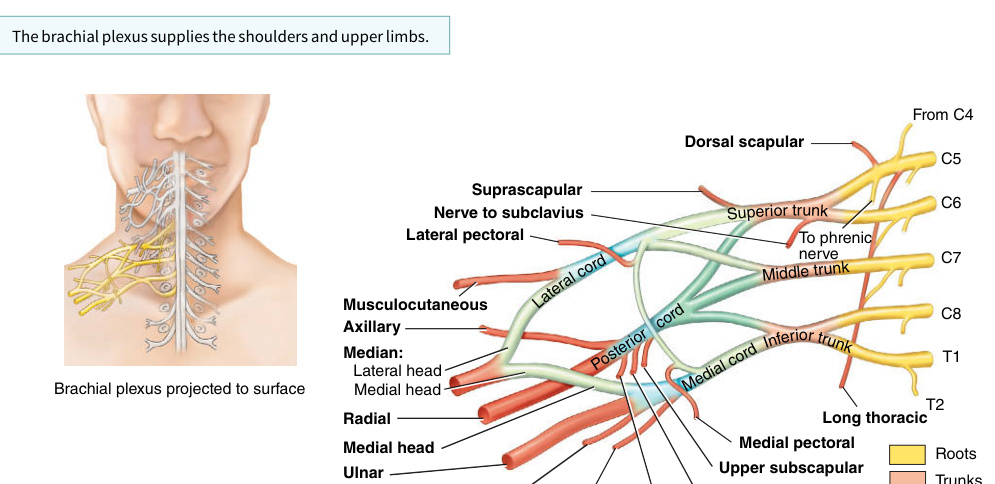 The brachial plexus supplies the shoulders and upper limbs.
From C4
Dorsal scapular
C5
Suprascapular
C6
Nerve to subclavius
Superior trunk
Lateral pectoral
To phrenic
nerve
C7
Middle trunk
Lateral cord
Musculocutaneous
Axillary
Posterior cord
C8
Inferior trunk
Median:
Lateral head
Medial cord
T1
Medial head
Brachial plexus projected to surface
T2
Radial
Long thoracic
Medial head
Medial pectoral
Roots
Ulnar
Upper subscapular
Trunks